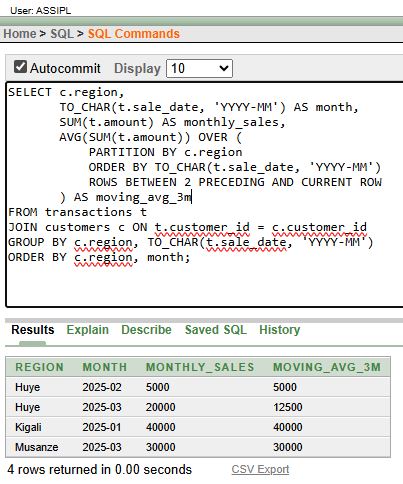 User: ASSIPL
Home > SQL > SQL Commands
Autocommit Display 10
SELECT c.region,
       TO_CHAR(t.sale_date, 'YYYY-MM') AS month,
       SUM(t.amount) AS monthly_sales,
       AVG(SUM(t.amount)) OVER (
           PARTITION BY c.region
           ORDER BY TO_CHAR(t.sale_date, 'YYYY-MM')
           ROWS BETWEEN 2 PRECEDING AND CURRENT ROW
       ) AS moving_avg_3m
FROM transactions t
JOIN customers c ON t.customer_id = c.customer_id
GROUP BY c.region, TO_CHAR(t.sale_date, 'YYYY-MM')
ORDER BY c.region, month;
Results Explain Describe Saved SQL History
REGION MONTH MONTHLY_SALES MOVING_AVG_3M
Huye 2025-02 5000 5000
Huye 2025-03 20000 12500
Kigali 2025-01 40000 40000
Musanze 2025-03 30000 30000
4 rows returned in 0.00 seconds CSV Export